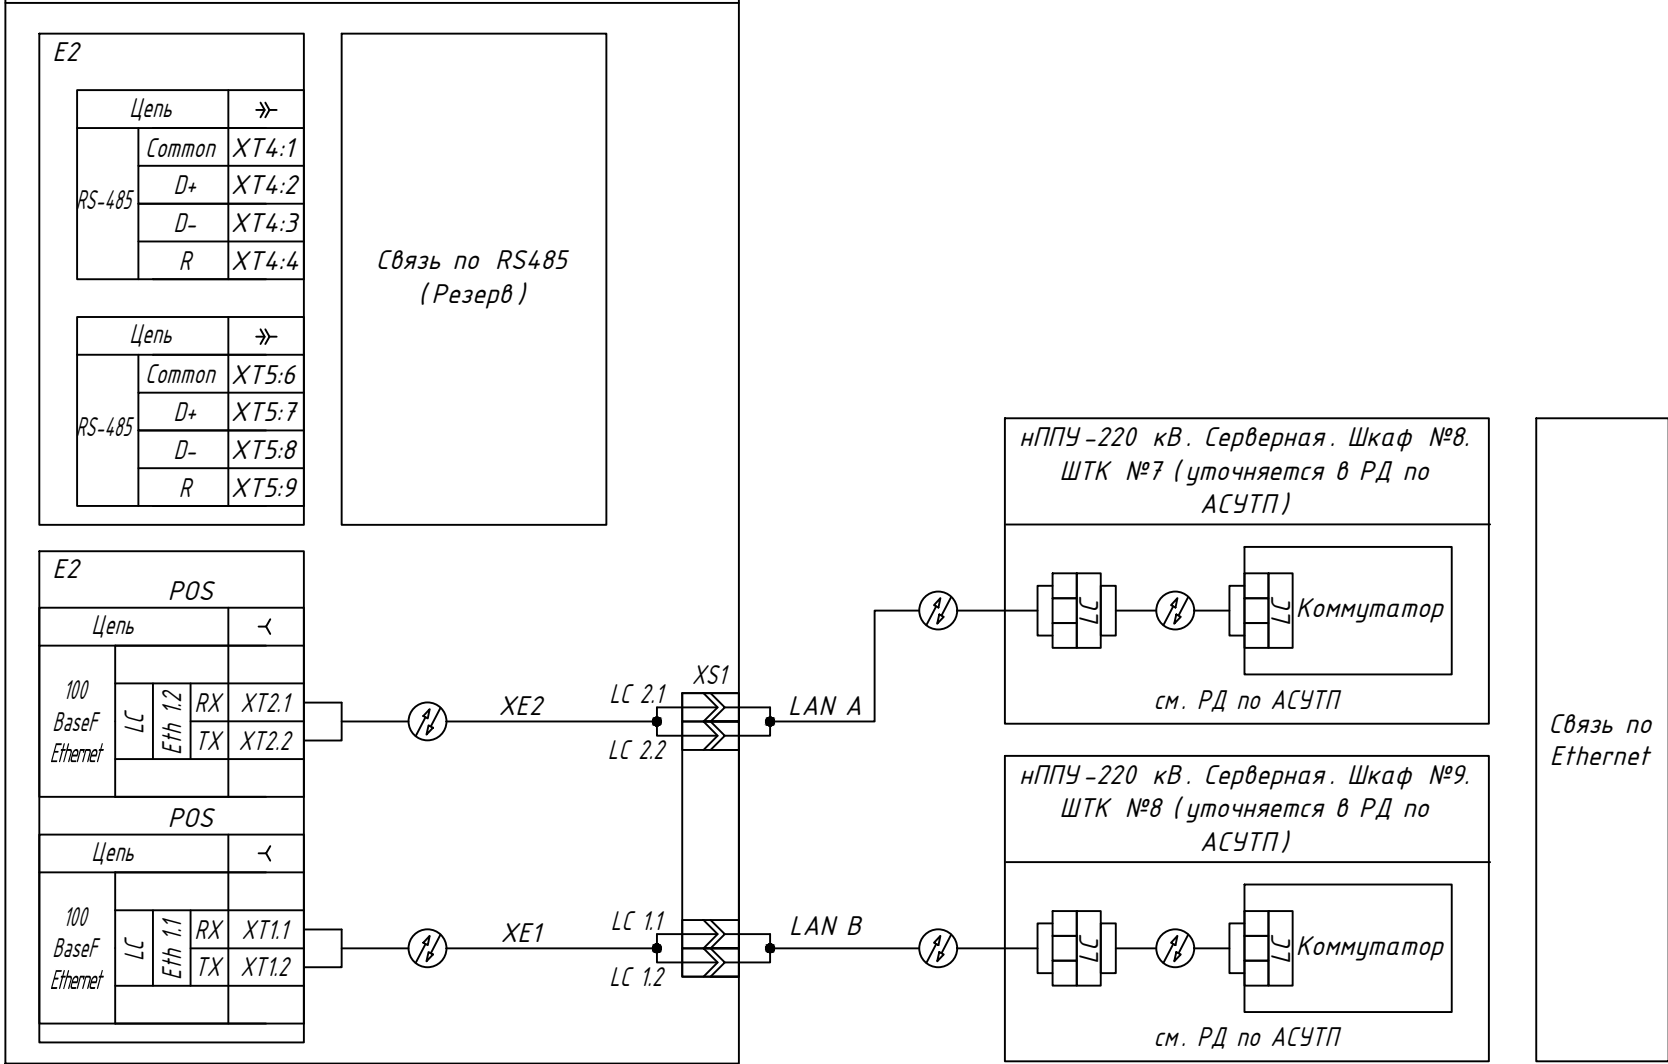 E2
Цепь
RS-485
Common XT4:1
D+ XT4:2
D- XT4:3
R XT4:4
Цепь
RS-485
Common XT5:6
D+ XT5:7
D- XT5:8
R XT5:9
Связь по RS485
(Резерв)
E2
POS
Цепь
100
BaseF
Ethernet
LC
Eth 1.2
RX XT2.1
TX XT2.2
POS
Цепь
100
BaseF
Ethernet
LC
Eth 1.1
RX XT1.1
TX XT1.2
XE2
LC 2.1
LC 2.2
XS1
LAN A
XE1
LC 1.1
LC 1.2
LAN B
нППУ-220 кВ. Серверная. Шкаф №8.
ШТК №7 (уточняется в РД по
АСУТП)
LC
LC
Коммутатор
см. РД по АСУТП
нППУ-220 кВ. Серверная. Шкаф №9.
ШТК №8 (уточняется в РД по
АСУТП)
LC
LC
Коммутатор
см. РД по АСУТП
Связь по
Ethernet